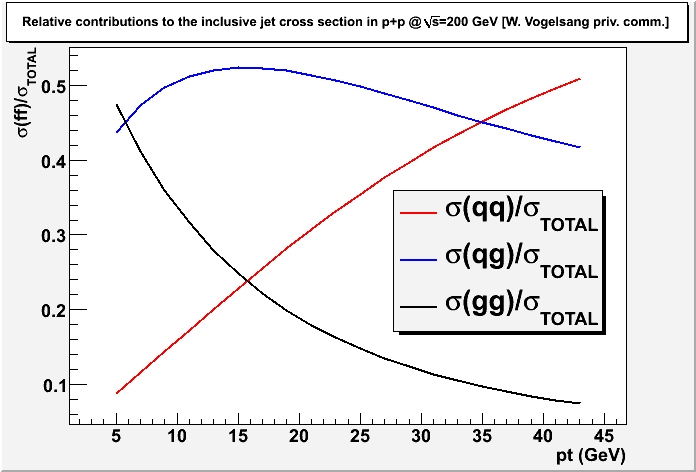 Relative contributions to the inclusive jet cross section in p+p @√s=200 GeV [W. Vogelsang priv. comm.]
σ(ff)/σTOTAL
0.5
0.4
0.3
0.2
0.1
σ(qq)/σTOTAL
σ(qg)/σTOTAL
σ(gg)/σTOTAL
5 10 15 20 25 30 35 40 45
pt (GeV)